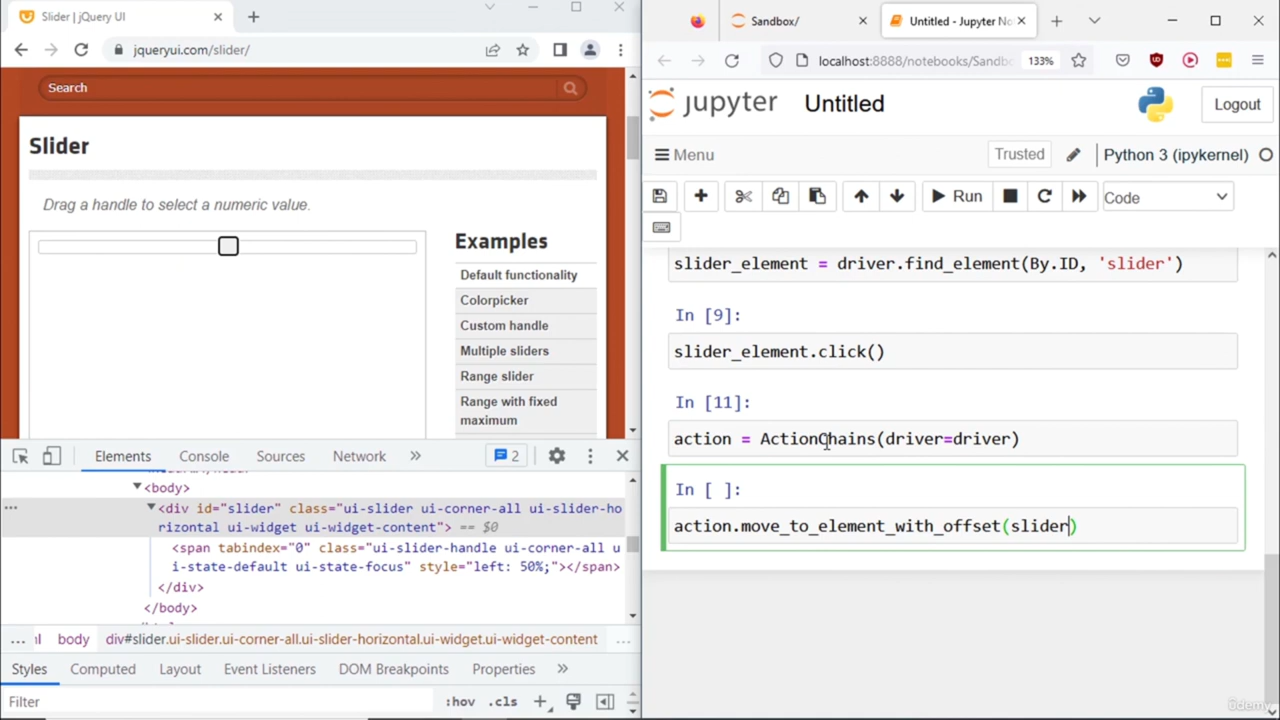 Slider | jQuery UI
jqueryui.com/slider/
Search
Slider
Drag a handle to select a numeric value.
Examples
Default functionality
Colorpicker
Custom handle
Multiple sliders
Range slider
Range with fixed
maximum
Elements
Console
Sources
Network
2
<body>
<div id="slider" class="ui-slider ui-corner-all ui-slider-ho
rizontal ui-widget ui-widget-content"> == $0
<span tabindex="0" class="ui-slider-handle ui-corner-all u
i-state-default ui-state-focus" style="left: 50%;"></span>
</div>
</body>
... body div#slider.ui-slider.ui-corner-all.ui-slider-horizontal.ui-widget.ui-widget-content ...
Styles
Computed
Layout
Event Listeners
DOM Breakpoints
Properties
Filter
:hov
.cls
Sandbox/
Untitled - Jupyter No
localhost:8888/notebooks/Sandb
133%
jupyter
Untitled
Logout
Menu
Trusted
Python 3 (ipykernel)
Run
Code
slider_element = driver.find_element(By.ID, 'slider')
In [9]:
slider_element.click()
In [11]:
action = ActionChains(driver=driver)
In [ ]:
action.move_to_element_with_offset(slider)
ûdemy